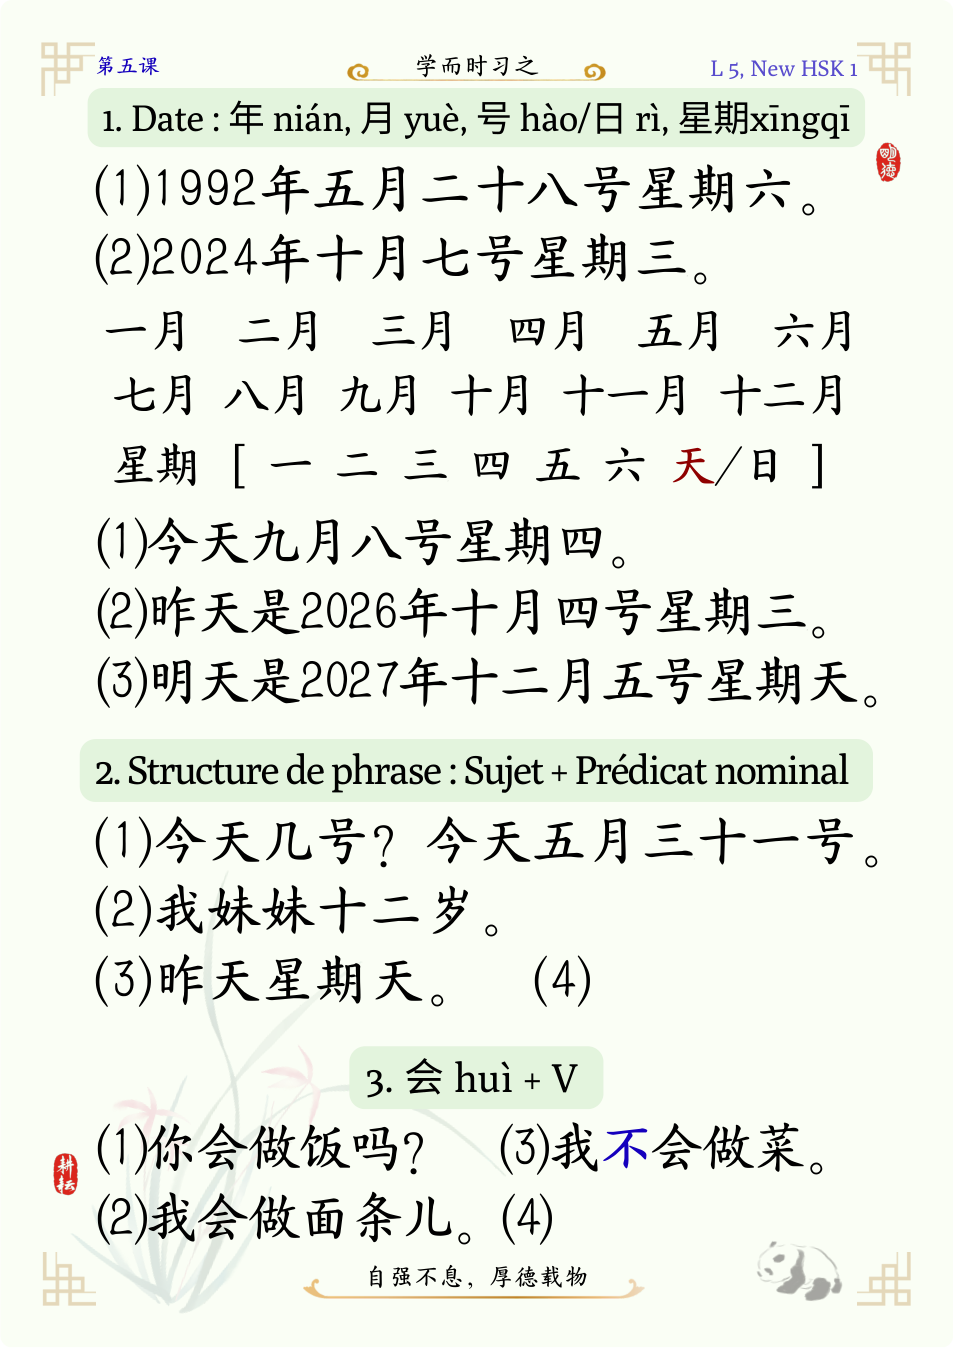 第五课
学而时习之
L 5, New HSK 1
1. Date : 年 nián, 月 yuè, 号 hào/日 rì, 星期xīngqī
明德
(1)1992年五月二十八号星期六。
(2)2024年十月七号星期三。
一月 二月 三月 四月 五月 六月
七月 八月 九月 十月 十一月 十二月
星期 [ 一 二 三 四 五 六 天/日 ]
(1)今天九月八号星期四。
(2)昨天是2026年十月四号星期三。
(3)明天是2027年十二月五号星期天。
2. Structure de phrase : Sujet + Prédicat nominal
(1)今天几号？今天五月三十一号。
(2)我妹妹十二岁。
(3)昨天星期天。 (4)
3. 会 huì + V
(1)你会做饭吗？ (3)我不会做菜。
耕耘
(2)我会做面条儿。(4)
自强不息，厚德载物